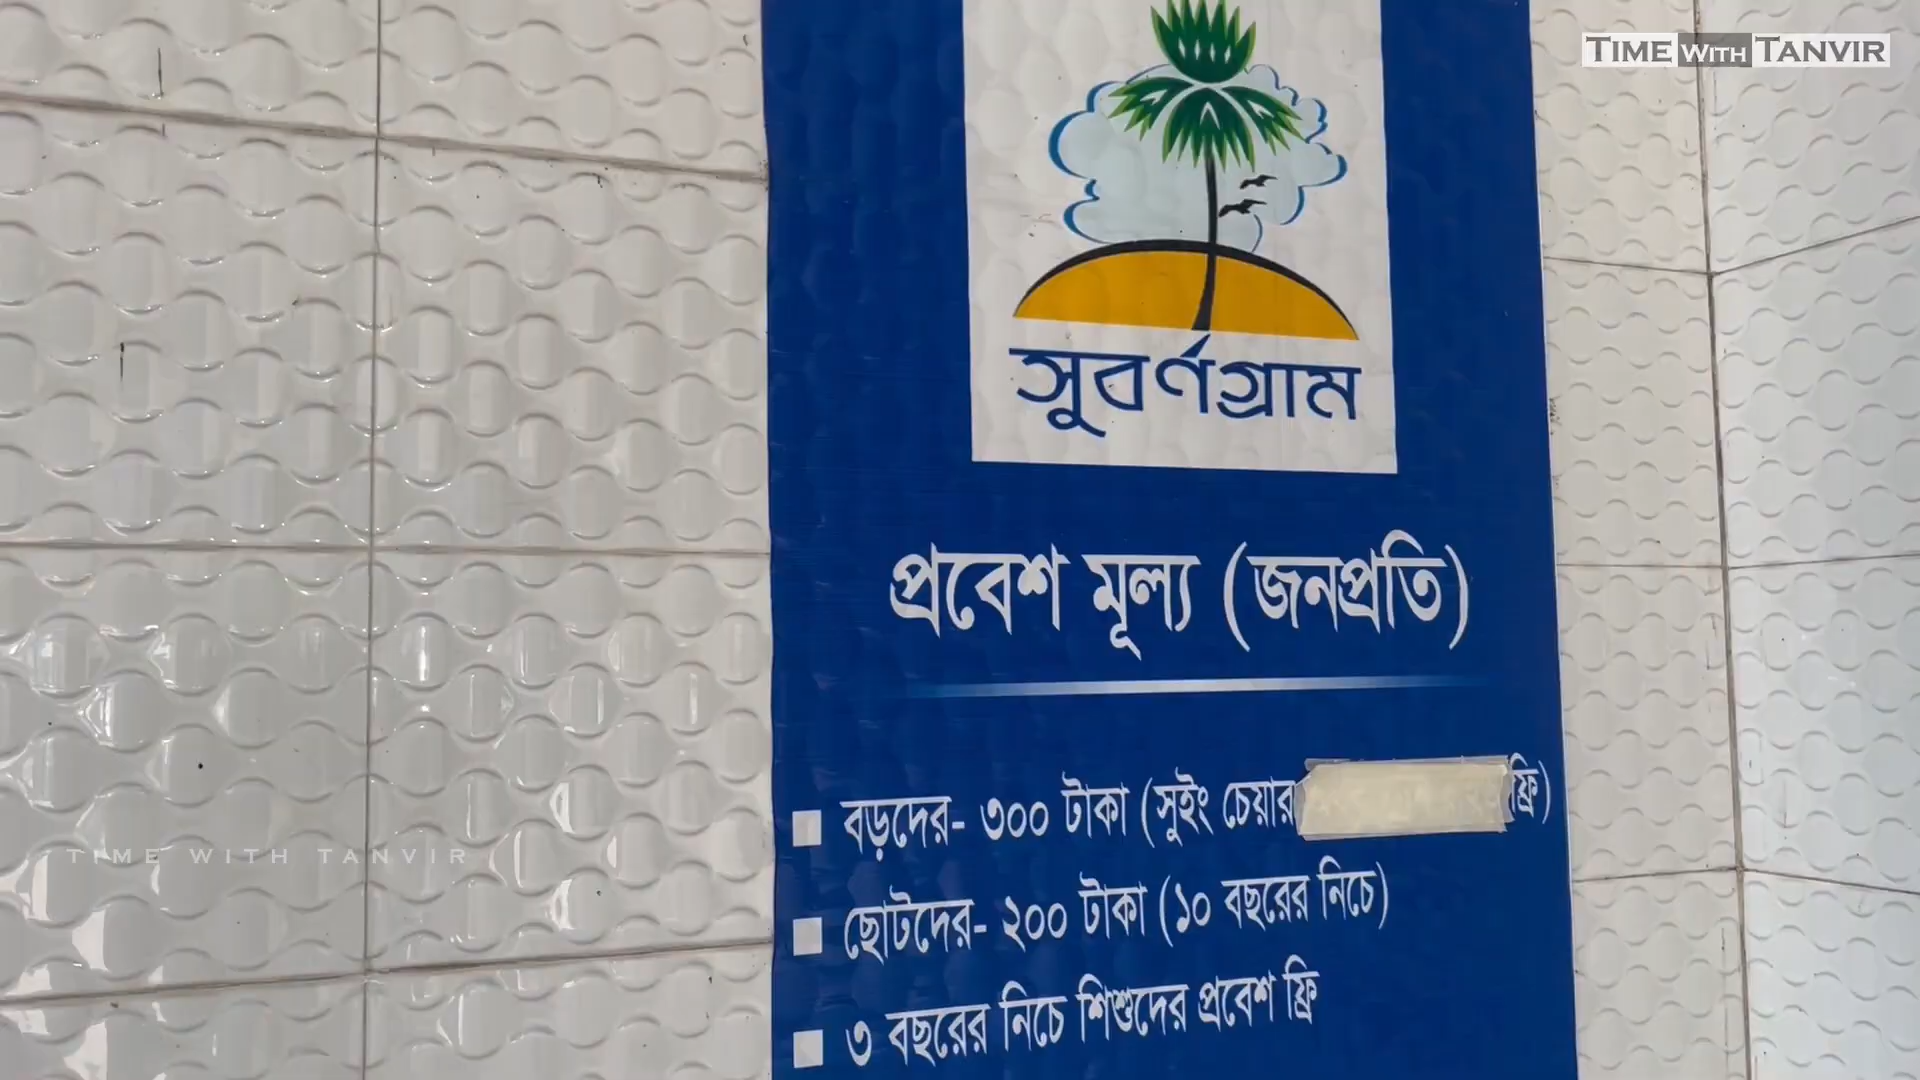 TIME WITH TANVIR
সুবর্ণগ্রাম
প্রবেশ মূল্য (জনপ্রতি)
বড়দের- ৩০০ টাকা (সুইং চেয়ার ফ্রি)
ছোটদের- ২০০ টাকা (১০ বছরের নিচে)
৩ বছরের নিচে শিশুদের প্রবেশ ফ্রি
TIME WITH TANVIR